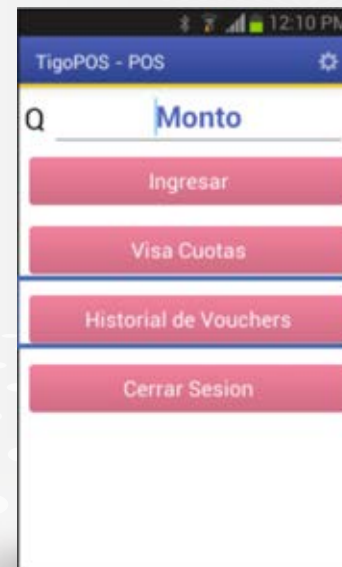 12:10 PM
TigoPOS - POS
Q Monto
Ingresar
Visa Cuotas
Historial de Vouchers
Cerrar Sesion